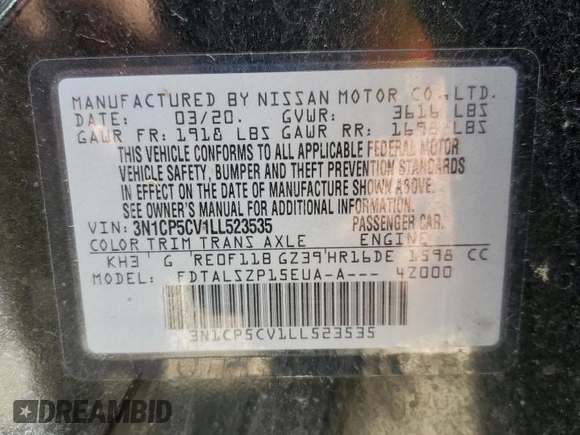 MANUFACTURED BY NISSAN MOTOR CO.,LTD.
DATE: 03/20. GVWR: 3616 LBS
GAWR FR: 1918 LBS GAWR RR: 1698 LBS
THIS VEHICLE CONFORMS TO ALL APPLICABLE FEDERAL MOTOR
VEHICLE SAFETY, BUMPER AND THEFT PREVENTION STANDARDS
IN EFFECT ON THE DATE OF MANUFACTURE SHOWN ABOVE.
SEE OWNER'S MANUAL FOR ADDITIONAL INFORMATION.
VIN: 3N1CP5CV1LL523535 PASSENGER CAR.
COLOR TRIM TRANS AXLE ENGINE
KH3 G RE0F11B GZ39 HR16DE 1598 CC
FDTALSZP15EUA-A--- 4Z000
3N1CP5CV1LL523535
DREAMBID